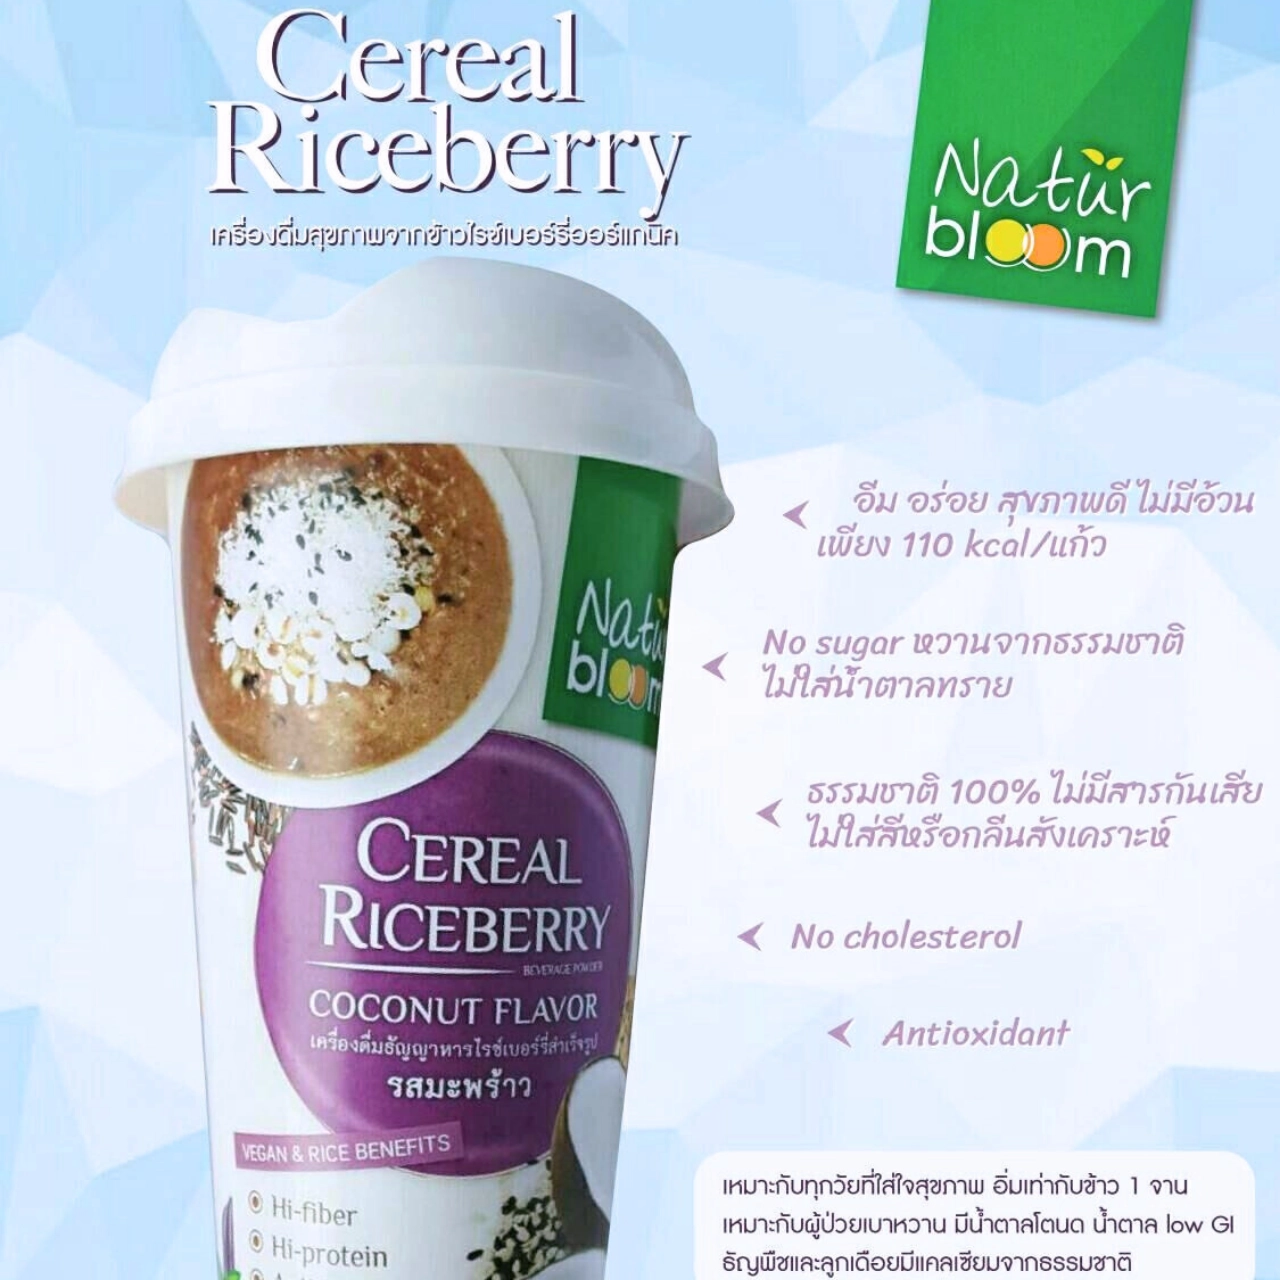 Cereal
Riceberry
เครื่องดื่มสุขภาพจากข้าวไรซ์เบอร์รี่ออร์แกนิค
Natur
bloom
อิ่ม อร่อย สุขภาพดี ไม่มีอ้วน
เพียง 110 kcal/แก้ว
No sugar หวานจากธรรมชาติ
ไม่ใส่น้ำตาลทราย
ธรรมชาติ 100% ไม่มีสารกันเสีย
ไม่ใส่สีหรือกลิ่นสังเคราะห์
No cholesterol
Antioxidant
Natu
bloom
CEREAL
RICEBERRY
BEVERAGE POWDER
COCONUT FLAVOR
เครื่องดื่มธัญญาหารไรซ์เบอร์รี่สำเร็จรูป
รสมะพร้าว
VEGAN & RICE BENEFITS
Hi-fiber
Hi-protein
เหมาะกับทุกวัยที่ใส่ใจสุขภาพ อิ่มเท่ากับข้าว 1 จาน
เหมาะกับผู้ป่วยเบาหวาน มีน้ำตาลโตนด น้ำตาล low GI
ธัญพืชและลูกเดือยมีแคลเซียมจากธรรมชาติ